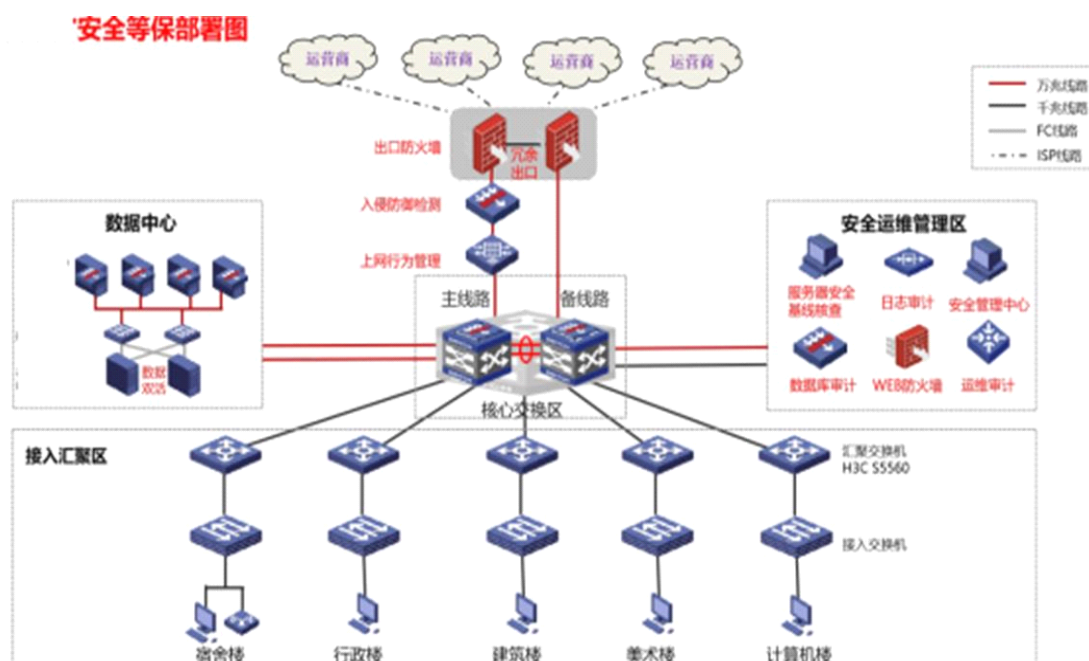 安全等保部署图
运营商
运营商
运营商
运营商
万兆线路
千兆线路
FC线路
ISP线路
出口防火墙
冗余
出口
入侵防御检测
上网行为管理
数据中心
数据
双活
主线路
备线路
核心交换区
安全运维管理区
服务器安全
基线核查
日志审计
安全管理中心
数据库审计
WEB防火墙
运维审计
接入汇聚区
汇聚交换机
H3C S5560
接入交换机
宿舍楼
行政楼
建筑楼
美术楼
计算机楼